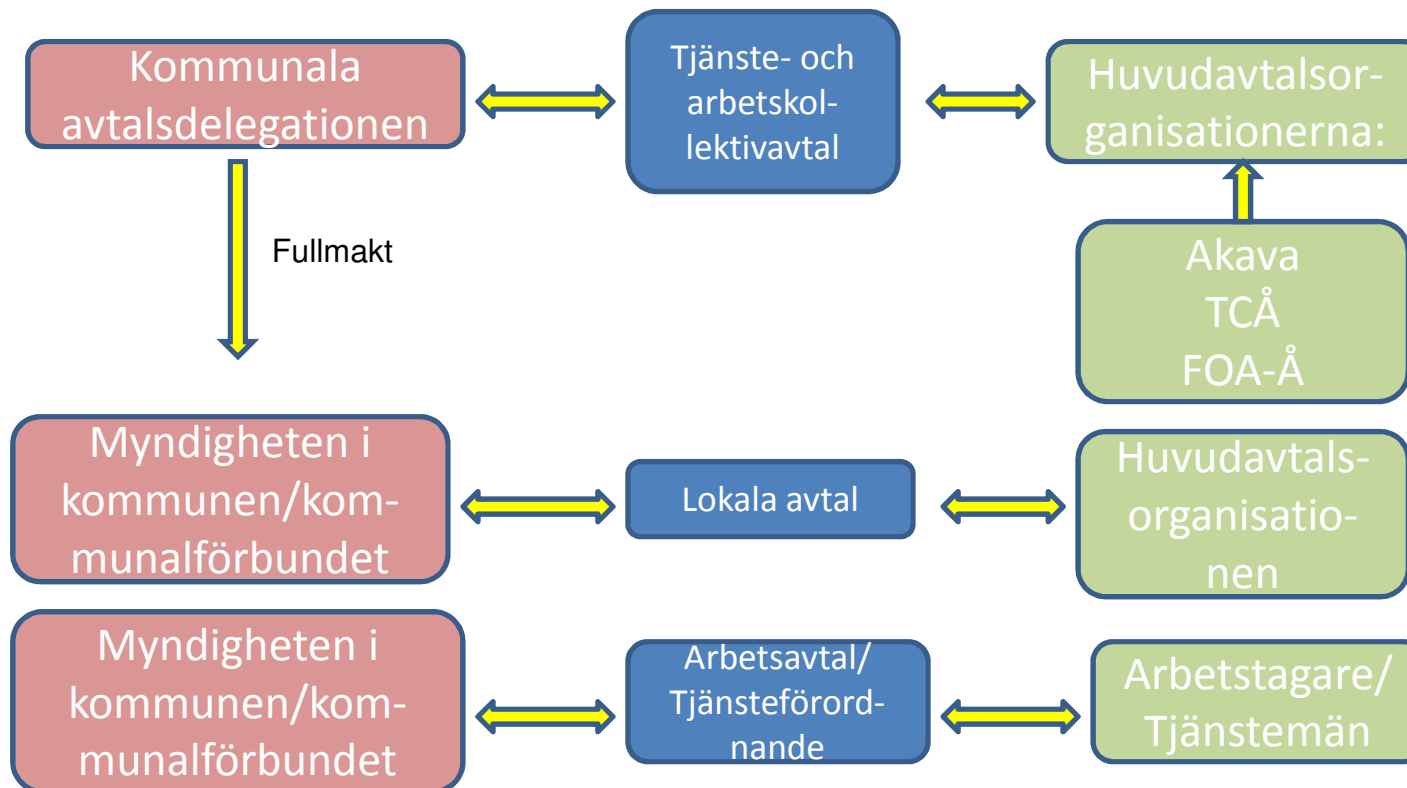 Kommunala
avtalsdelegationen
Tjänste- och
arbetskol-
lektivavtal
Huvudavtalsor-
ganisationerna:
Fullmakt
Akava
TCÅ
FOA-Å
Myndigheten i
kommunen/kom-
munalförbundet
Lokala avtal
Huvudavtals-
organisatio-
nen
Myndigheten i
kommunen/kom-
munalförbundet
Arbetsavtal/
Tjänsteförord-
nande
Arbetstagare/
Tjänstemän